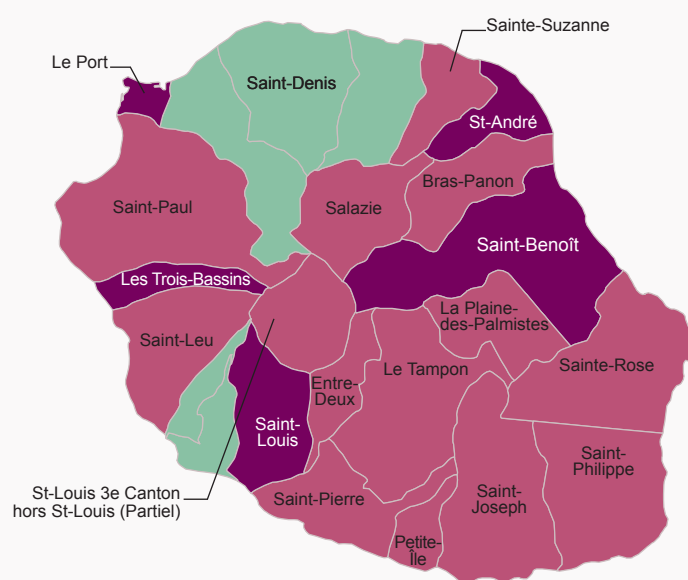 Sainte-Suzanne
Le Port
Saint-Denis
St-André
Bras-Panon
Saint-Paul
Salazie
Saint-Benoît
Les Trois-Bassins
La Plaine-
des-Palmistes
Saint-Leu
Sainte-Rose
Le Tampon
Entre-
Deux
Saint-
Louis
Saint-
Philippe
St-Louis 3e Canton
hors St-Louis (Partiel)
Saint-Pierre
Saint-
Joseph
Petite-
Île